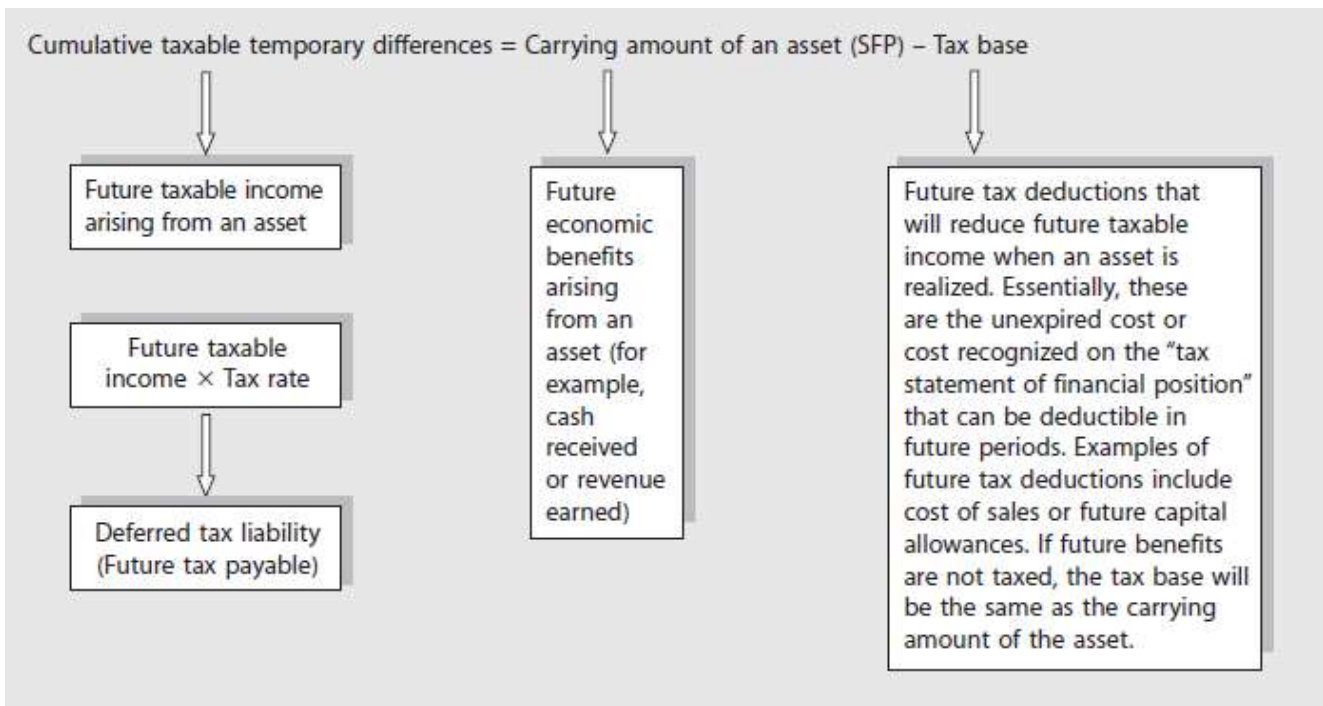 Cumulative taxable temporary differences = Carrying amount of an asset (SFP) – Tax base
Future taxable income
arising from an asset
Future taxable
income × Tax rate
Deferred tax liability
(Future tax payable)
Future
economic
benefits
arising
from an
asset (for
example,
cash
received
or revenue
earned)
Future tax deductions that
will reduce future taxable
income when an asset is
realized. Essentially, these
are the unexpired cost or
cost recognized on the “tax
statement of financial position”
that can be deductible in
future periods. Examples of
future tax deductions include
cost of sales or future capital
allowances. If future benefits
are not taxed, the tax base will
be the same as the carrying
amount of the asset.